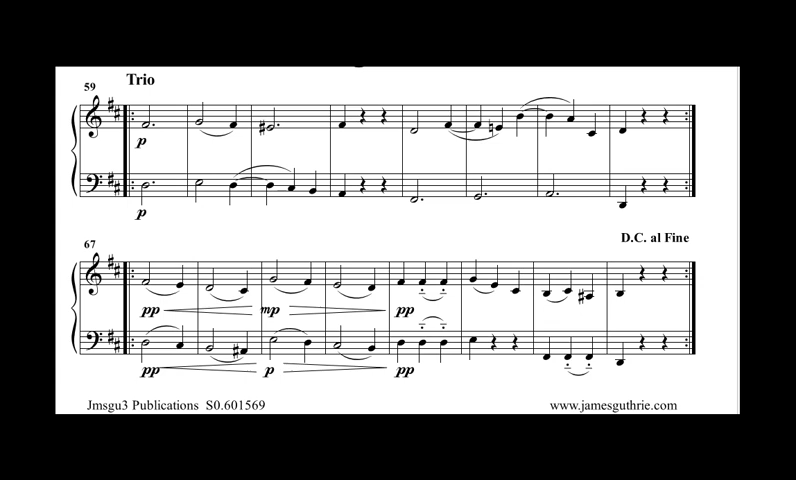 Trio
59
p
p
D.C. al Fine
67
pp mp pp
pp p pp
Jmsgu3 Publications S0.601569 www.jamesguthrie.com